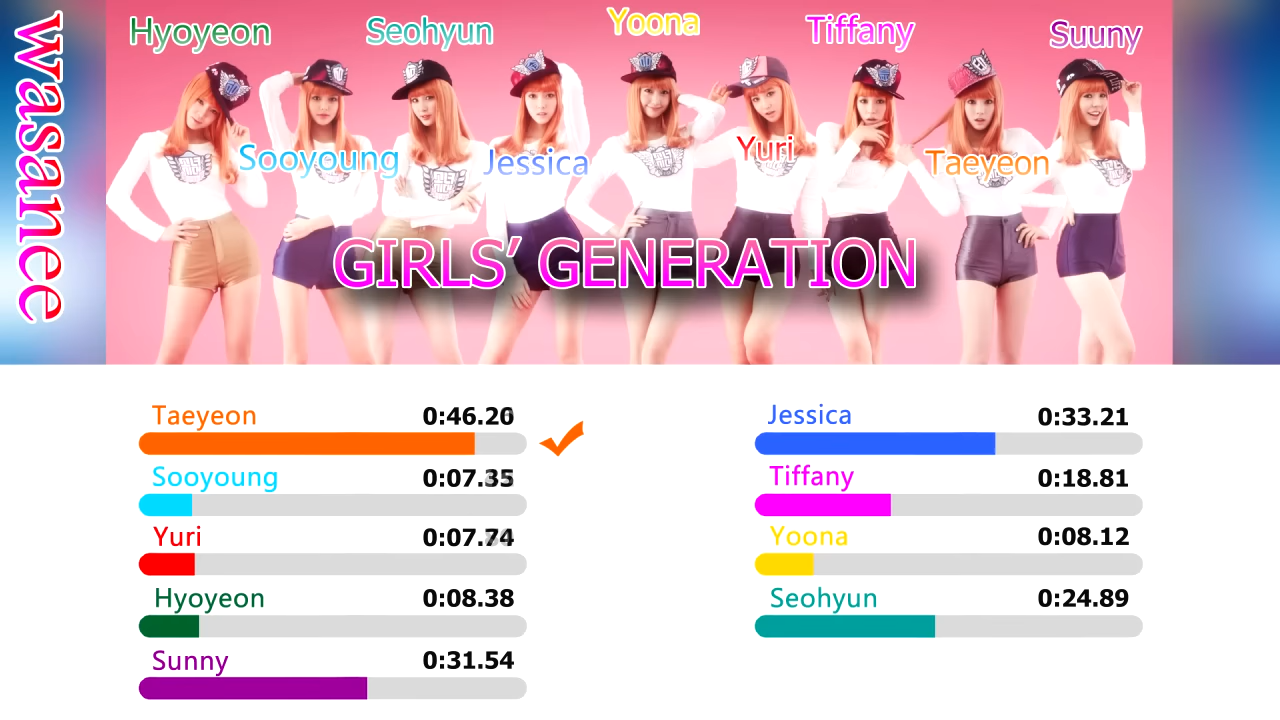 wasanee
Hyoyeon
Seohyun
Yoona
Tiffany
Suuny
Sooyoung
Jessica
Yuri
Taeyeon
GIRLS’ GENERATION
Taeyeon 0:46.20
Sooyoung 0:07.35
Yuri 0:07.74
Hyoyeon 0:08.38
Sunny 0:31.54
Jessica 0:33.21
Tiffany 0:18.81
Yoona 0:08.12
Seohyun 0:24.89